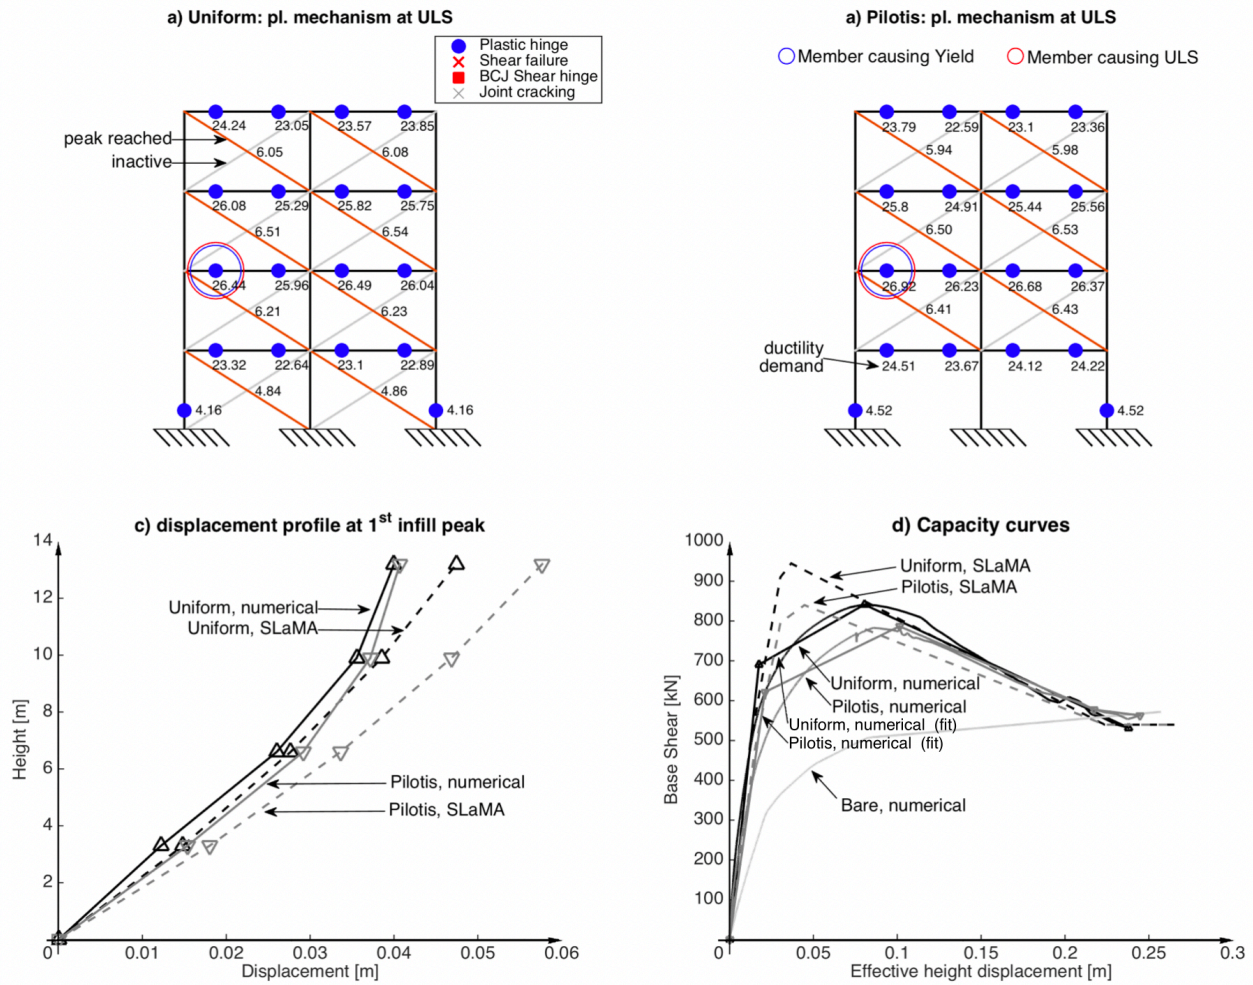 a) Uniform: pl. mechanism at ULS
Plastic hinge
Shear failure
BCJ Shear hinge
Joint cracking
24.24 23.05 23.57 23.85
peak reached
6.05 6.08
inactive
26.08 25.29 25.82 25.75
6.51 6.54
26.44 25.96 26.49 26.04
6.21 6.23
23.32 22.64 23.1 22.89
4.84 4.86
4.16 4.16
a) Pilotis: pl. mechanism at ULS
Member causing Yield Member causing ULS
23.79 22.59 23.1 23.36
5.94 5.98
25.8 24.91 25.44 25.56
6.50 6.53
26.92 26.23 26.68 26.37
6.41 6.43
ductility
demand
24.51 23.67 24.12 24.22
4.52 4.52
c) displacement profile at 1st infill peak
14
12
10
8
6
4
2
Height [m]
Uniform, numerical
Uniform, SLaMA
Pilotis, numerical
Pilotis, SLaMA
0 0.01 0.02 0.03 0.04 0.05 0.06
Displacement [m]
d) Capacity curves
1000
900
800
700
600
500
400
300
200
100
Base Shear [kN]
Uniform, SLaMA
Pilotis, SLaMA
Uniform, numerical
Pilotis, numerical
Uniform, numerical (fit)
Pilotis, numerical (fit)
Bare, numerical
0 0.05 0.1 0.15 0.2 0.25 0.3
Effective height displacement [m]